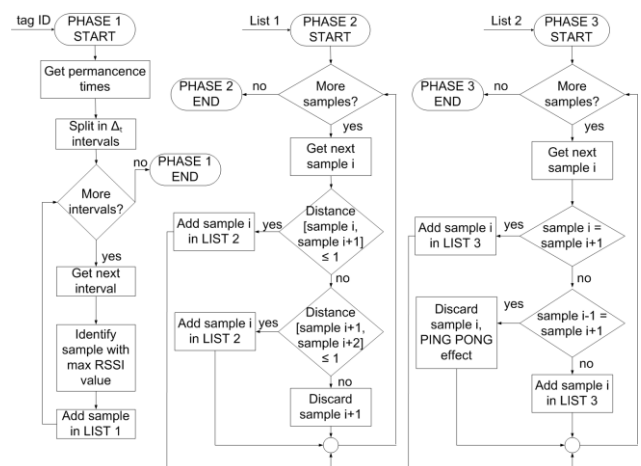 tag ID
PHASE 1
START
Get permancence
times
Split in Δt
intervals
More
intervals?
no
PHASE 1
END
yes
Get next
interval
Identify
sample with
max RSSI
value
Add sample
in LIST 1
List 1
PHASE 2
START
More
samples?
no
PHASE 2
END
yes
Get next
sample i
Distance
[sample i,
sample i+1]
≤ 1
yes
Add sample i
in LIST 2
no
Distance
[sample i+1,
sample i+2]
≤ 1
yes
Add sample i
in LIST 2
no
Discard
sample i+1
List 2
PHASE 3
START
More
samples?
no
PHASE 3
END
yes
Get next
sample i
sample i =
sample i+1
yes
Add sample i
in LIST 3
no
sample i-1 =
sample i+1
yes
Discard
sample i,
PING PONG
effect
no
Add sample i
in LIST 3